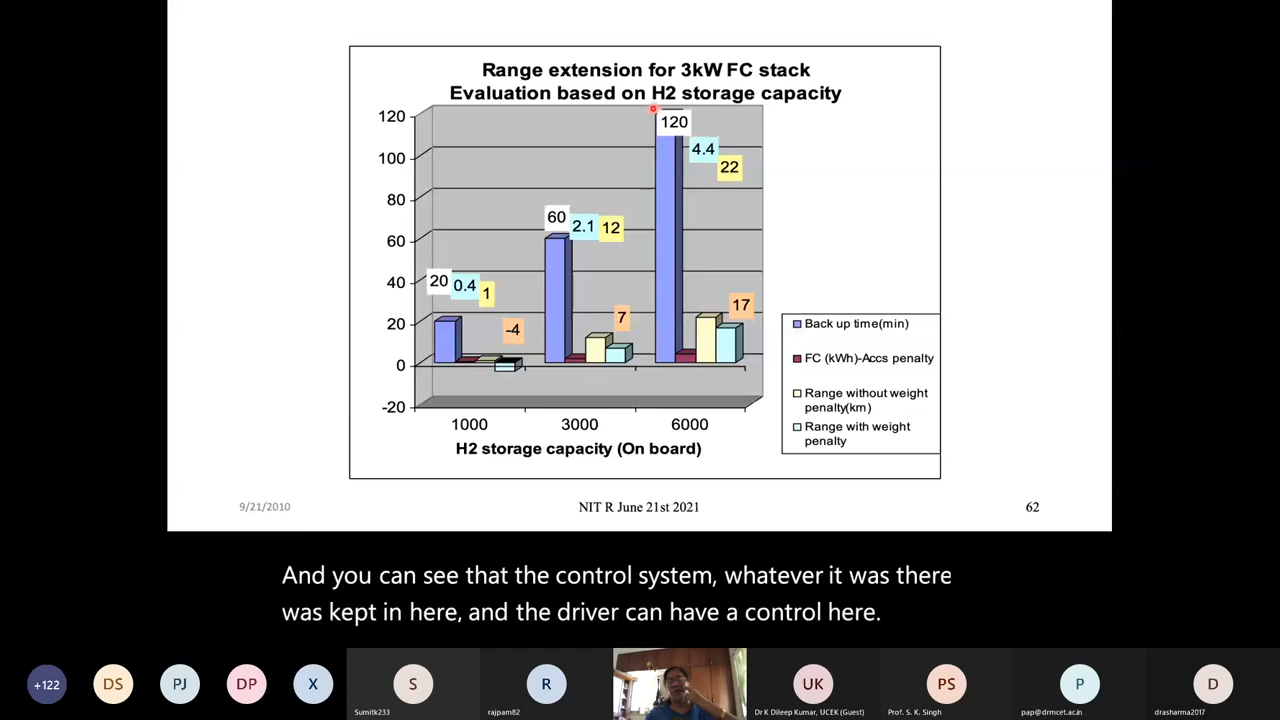 Range extension for 3kW FC stack
Evaluation based on H2 storage capacity
120
100
80
60
40
20
0
-20
20
0.4
1
-4
60
2.1
12
7
120
4.4
22
17
1000
3000
6000
H2 storage capacity (On board)
Back up time(min)
FC (kWh)-Accs penalty
Range without weight
penalty(km)
Range with weight
penalty
9/21/2010
NIT R June 21st 2021
62
And you can see that the control system, whatever it was there
was kept in here, and the driver can have a control here.
+122
DS
PJ
DP
X
S
Sumitk233
R
rajpam82
UK
Dr K Dileep Kumar, UCEK (Guest)
PS
Prof. S. K. Singh
P
pap@drmcet.ac.in
D
drasharma2017